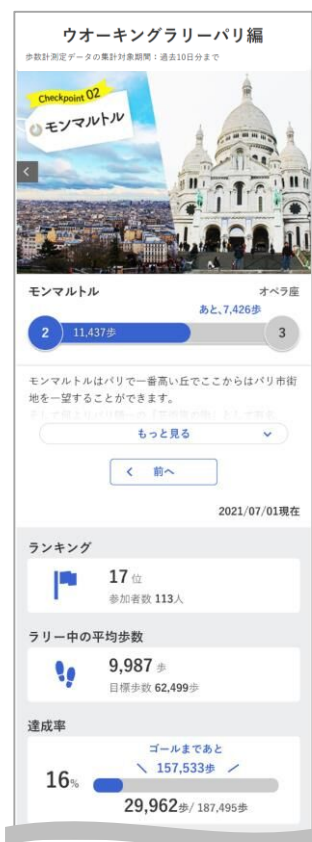 ウオーキングラリーパリ編
歩数計測定データの集計対象期間：過去10日分まで
Checkpoint 02
モンマルトル
モンマルトル オペラ座
あと、7,426歩
2 11,437歩 3
モンマルトルはパリで一番高い丘でここからはパリ市街
地を一望することができます。
もっと見る
前へ
2021/07/01現在
ランキング
17 位
参加者数 113人
ラリー中の平均歩数
9,987 歩
目標歩数 62,499歩
達成率
ゴールまであと
157,533歩
16%
29,962歩/ 187,495歩